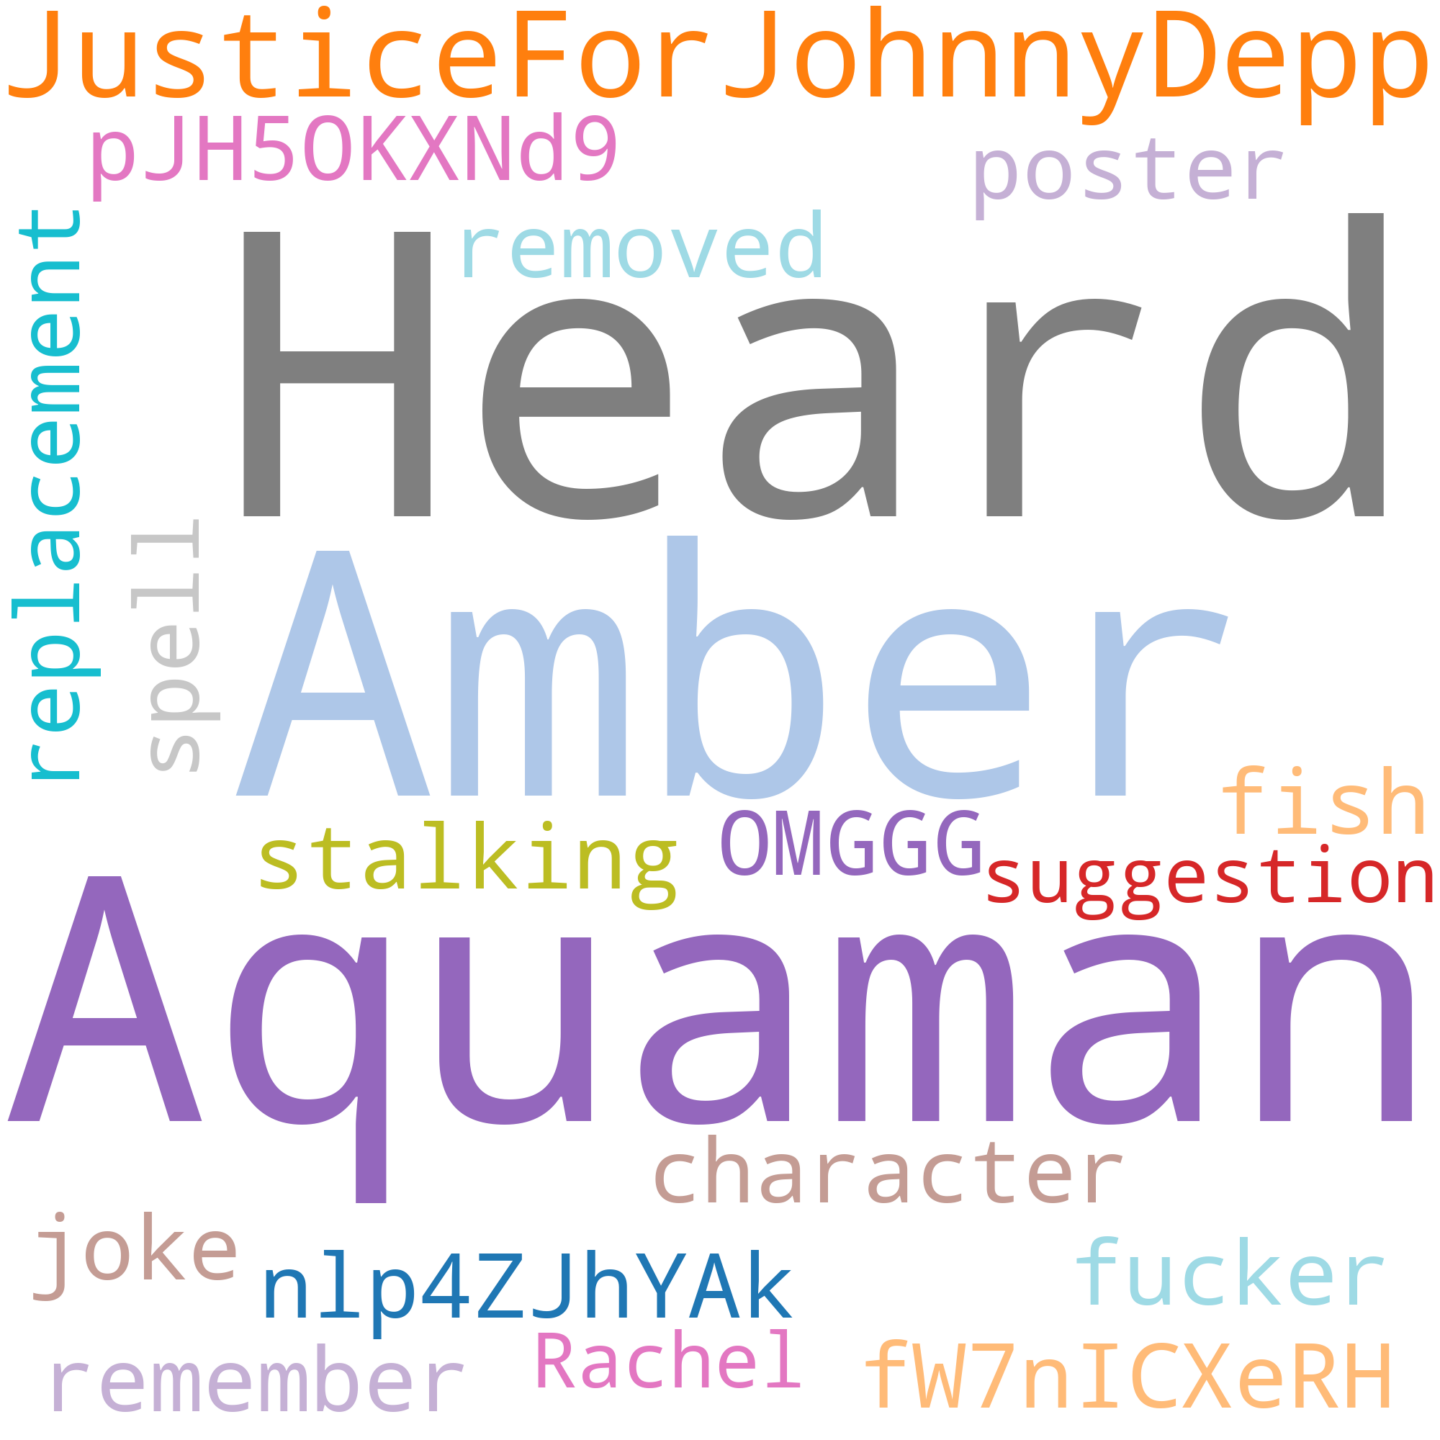 JusticeForJohnnyDepp
pJH5OKXNd9
poster
replacement
removed
Heard
spell
Amber
fish
stalking
OMGGG
suggestion
Aquaman
character
joke
nlp4ZJhYAk
fucker
remember
Rachel
fW7nICXeRH